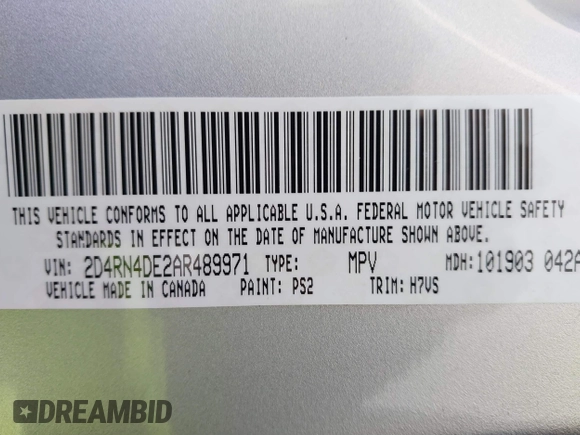 THIS VEHICLE CONFORMS TO ALL APPLICABLE U.S.A. FEDERAL MOTOR VEHICLE SAFETY
STANDARDS IN EFFECT ON THE DATE OF MANUFACTURE SHOWN ABOVE.
VIN: 2D4RN4DE2AR489971 TYPE: MPV MDH: 101903 042A
VEHICLE MADE IN CANADA PAINT: PS2 TRIM: H7VS
DREAMBID